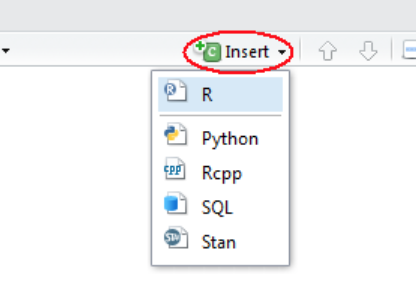 Insert
R
Python
Rcpp
SQL
Stan